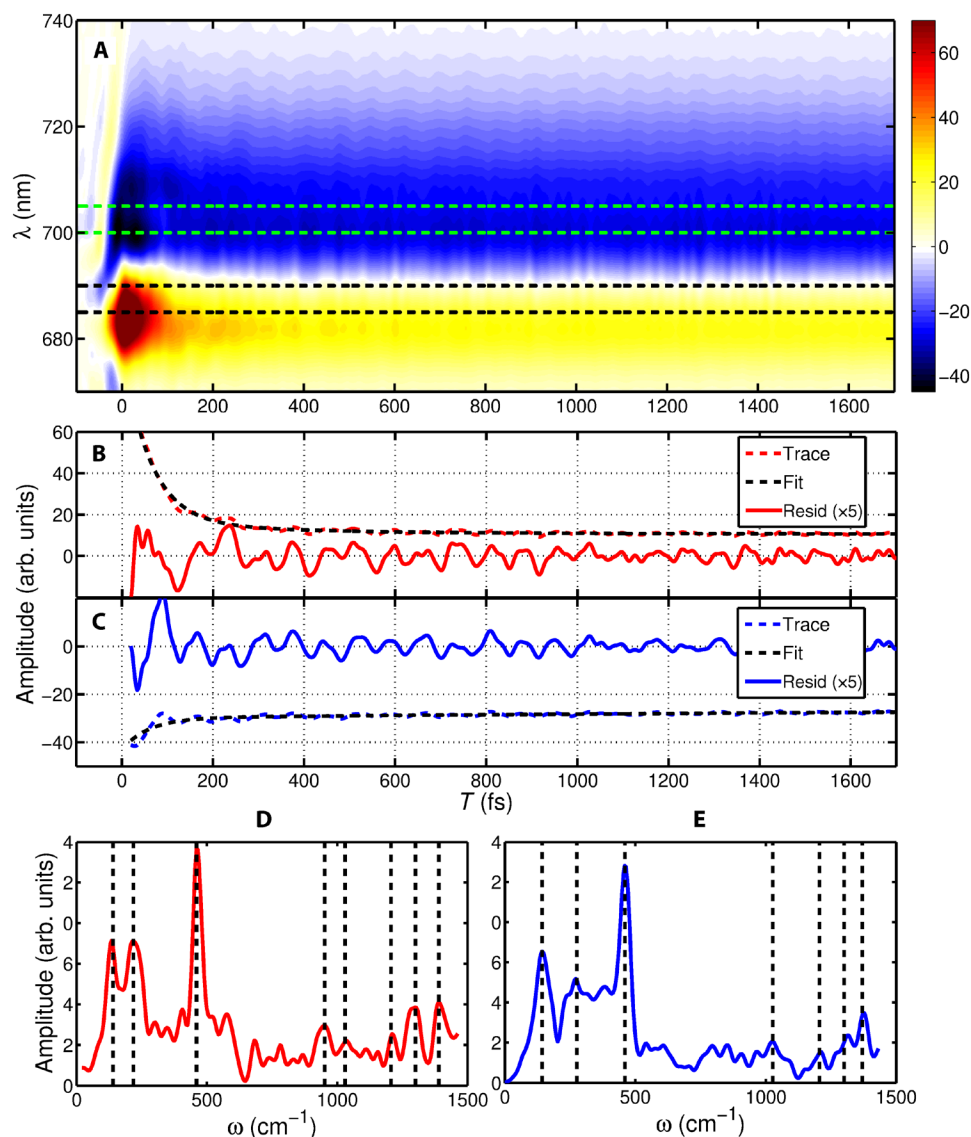 A
740
720
700
680
λ (nm)
0 200 400 600 800 1000 1200 1400 1600
60
40
20
0
−20
−40
B
60
40
20
0
Trace
Fit
Resid (×5)
C
0
−20
−40
Trace
Fit
Resid (×5)
Amplitude (arb. units)
0 200 400 600 800 1000 1200 1400 1600
T (fs)
D
4
2
0
6
4
2
0
Amplitude (arb. units)
0 500 1000 1500
ω (cm⁻¹)
E
4
2
0
6
4
2
0
0 500 1000 1500
ω (cm⁻¹)